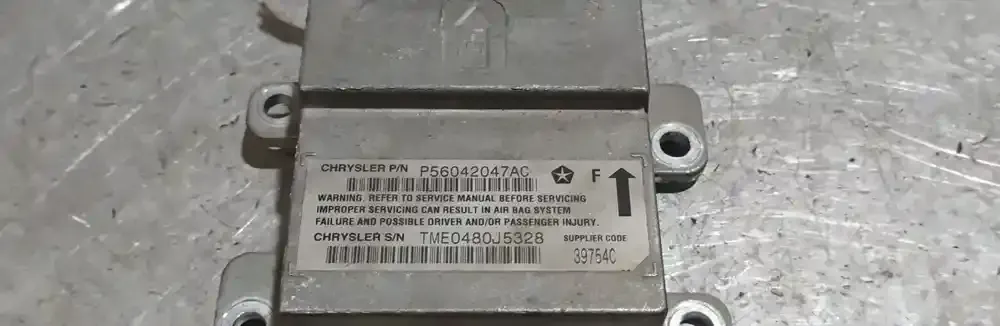 CHRYSLER P/N P56042047AC
F
WARNING. REFER TO SERVICE MANUAL BEFORE SERVICING
IMPROPER SERVICING CAN RESULT IN AIR BAG SYSTEM
FAILURE AND POSSIBLE DRIVER AND/OR PASSENGER INJURY.
CHRYSLER S/N TME0480J5328 SUPPLIER CODE
39764C